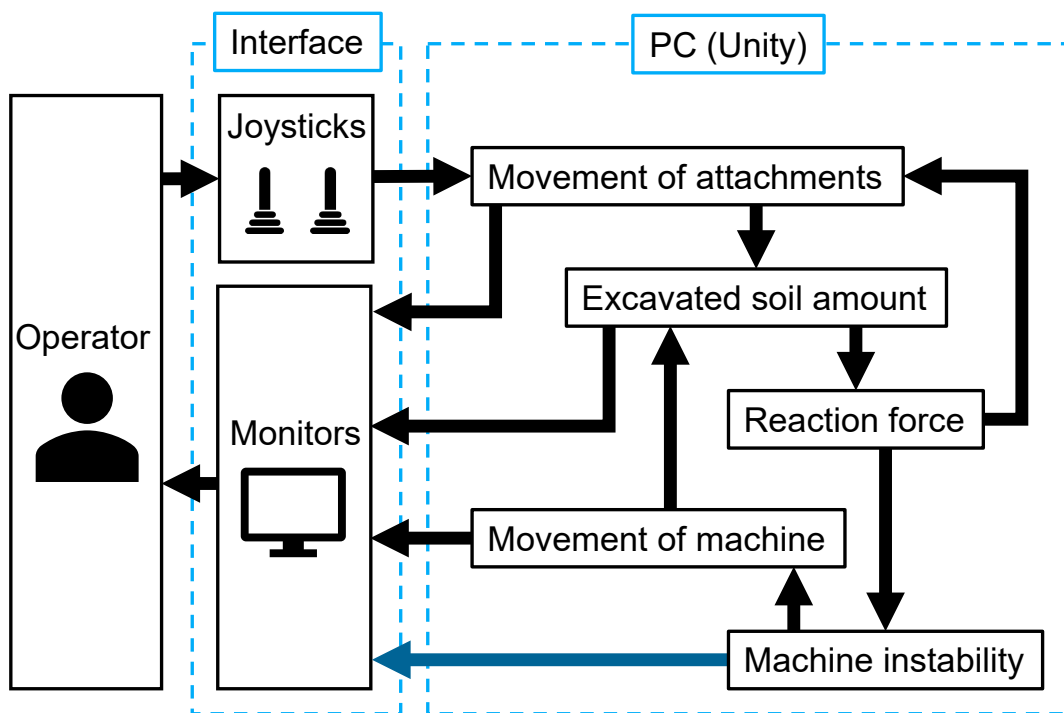 Interface
PC (Unity)
Joysticks
Movement of attachments
Excavated soil amount
Operator
Reaction force
Monitors
Movement of machine
Machine instability